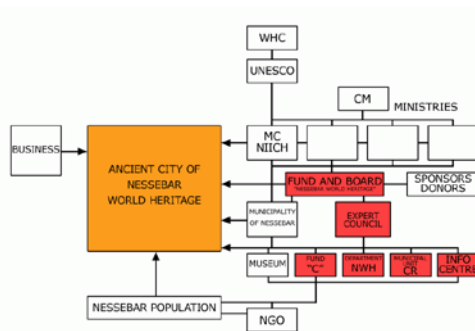 WHC
UNESCO
CM
MINISTRIES
BUSINESS
ANCIENT CITY OF
NESSEBAR
WORLD HERITAGE
MC
NIICH
FUND AND BOARD
"NESSEBAR WORLD HERITAGE"
SPONSORS
DONORS
MUNICIPALITY
OF NESSEBAR
EXPERT
COUNCIL
MUSEUM
FUND
"C"
DEPARTMENT
NWH
MUNICIPAL
UNIT
CR
INFO
CENTRE
NESSEBAR POPULATION
NGO